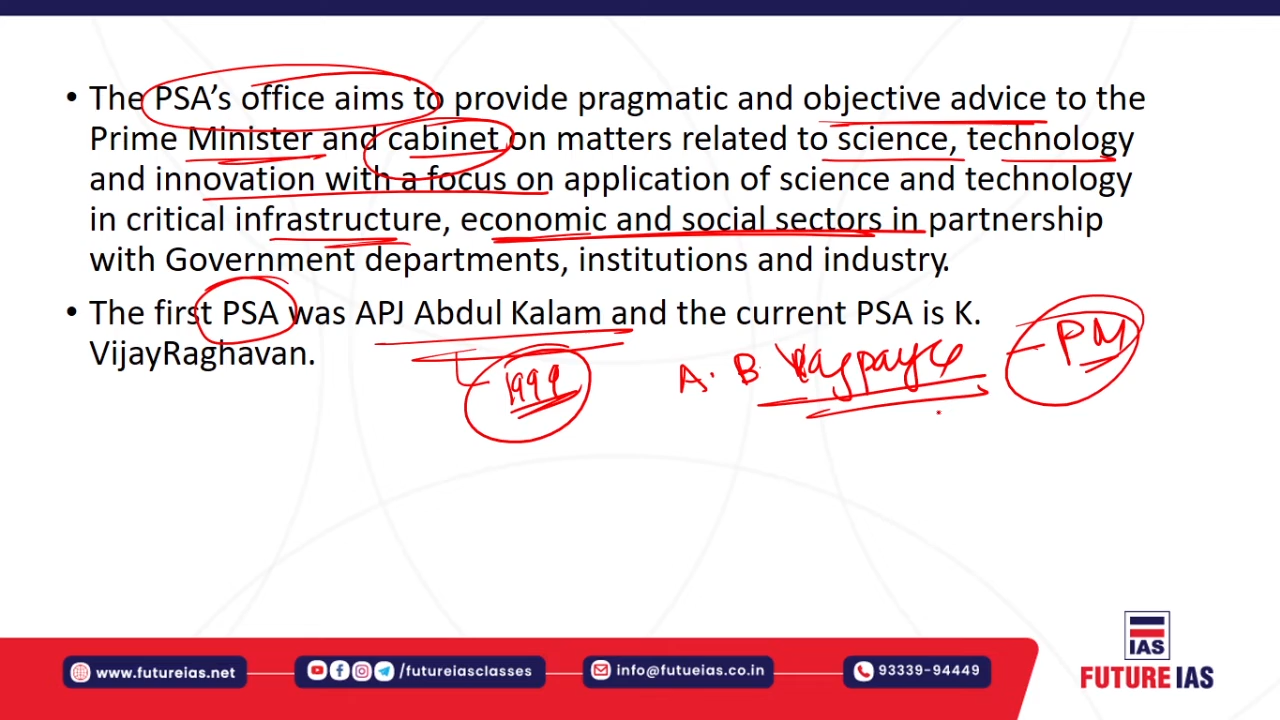 • The PSA's office aims to provide pragmatic and objective advice to the
Prime Minister and cabinet on matters related to science, technology
and innovation with a focus on application of science and technology
in critical infrastructure, economic and social sectors in partnership
with Government departments, institutions and industry.
• The first PSA was APJ Abdul Kalam and the current PSA is K.
VijayRaghavan.
1999 A. B Vajpayee - PM
IAS
www.futureias.net /futureiasclasses info@futueias.co.in 93339-94449 FUTURE IAS